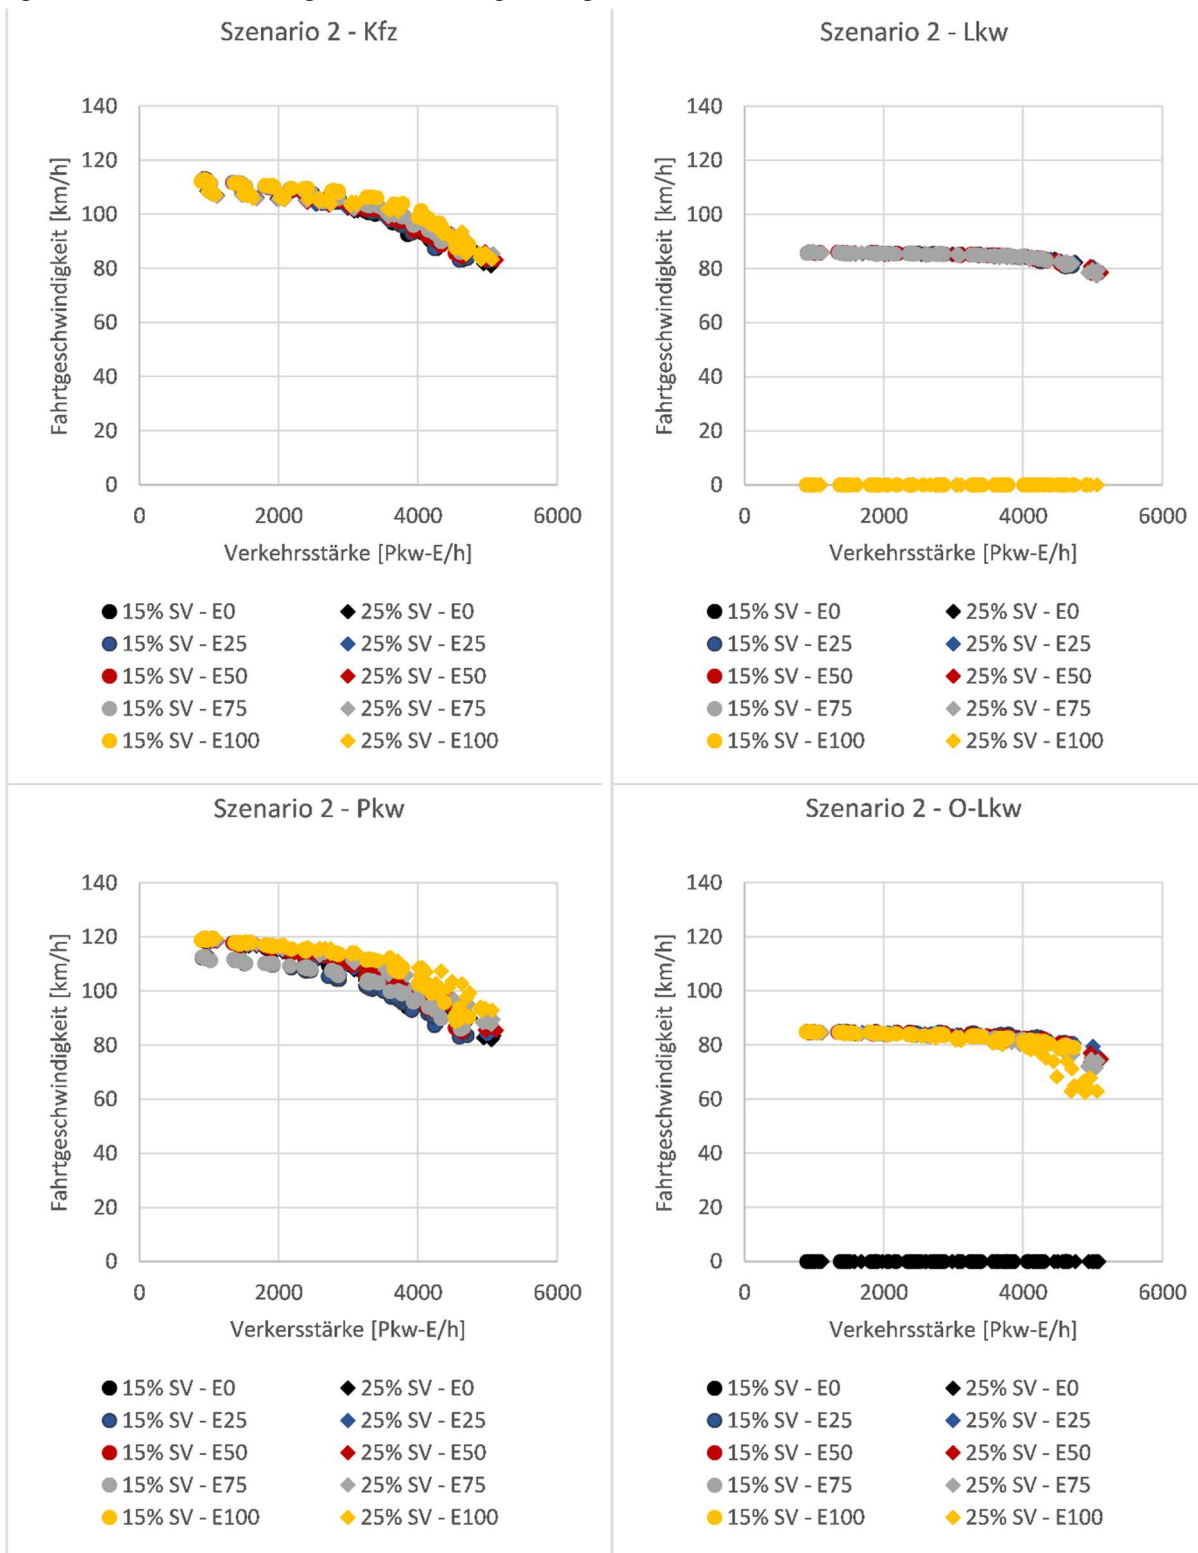 Szenario 2 - Kfz
140
120
100
80
60
40
20
0
0 2000 4000 6000
Fahrtgeschwindigkeit [km/h]
Verkehrsstärke [Pkw-E/h]
15% SV - E0 25% SV - E0
15% SV - E25 25% SV - E25
15% SV - E50 25% SV - E50
15% SV - E75 25% SV - E75
15% SV - E100 25% SV - E100
Szenario 2 - Lkw
140
120
100
80
60
40
20
0
0 2000 4000 6000
Fahrtgeschwindigkeit [km/h]
Verkehrsstärke [Pkw-E/h]
15% SV - E0 25% SV - E0
15% SV - E25 25% SV - E25
15% SV - E50 25% SV - E50
15% SV - E75 25% SV - E75
15% SV - E100 25% SV - E100
Szenario 2 - Pkw
140
120
100
80
60
40
20
0
0 2000 4000 6000
Fahrtgeschwindigkeit [km/h]
Verkersstärke [Pkw-E/h]
15% SV - E0 25% SV - E0
15% SV - E25 25% SV - E25
15% SV - E50 25% SV - E50
15% SV - E75 25% SV - E75
15% SV - E100 25% SV - E100
Szenario 2 - O-Lkw
140
120
100
80
60
40
20
0
0 2000 4000 6000
Fahrtgeschwindigkeit [km/h]
Verkehrsstärke [Pkw-E/h]
15% SV - E0 25% SV - E0
15% SV - E25 25% SV - E25
15% SV - E50 25% SV - E50
15% SV - E75 25% SV - E75
15% SV - E100 25% SV - E100